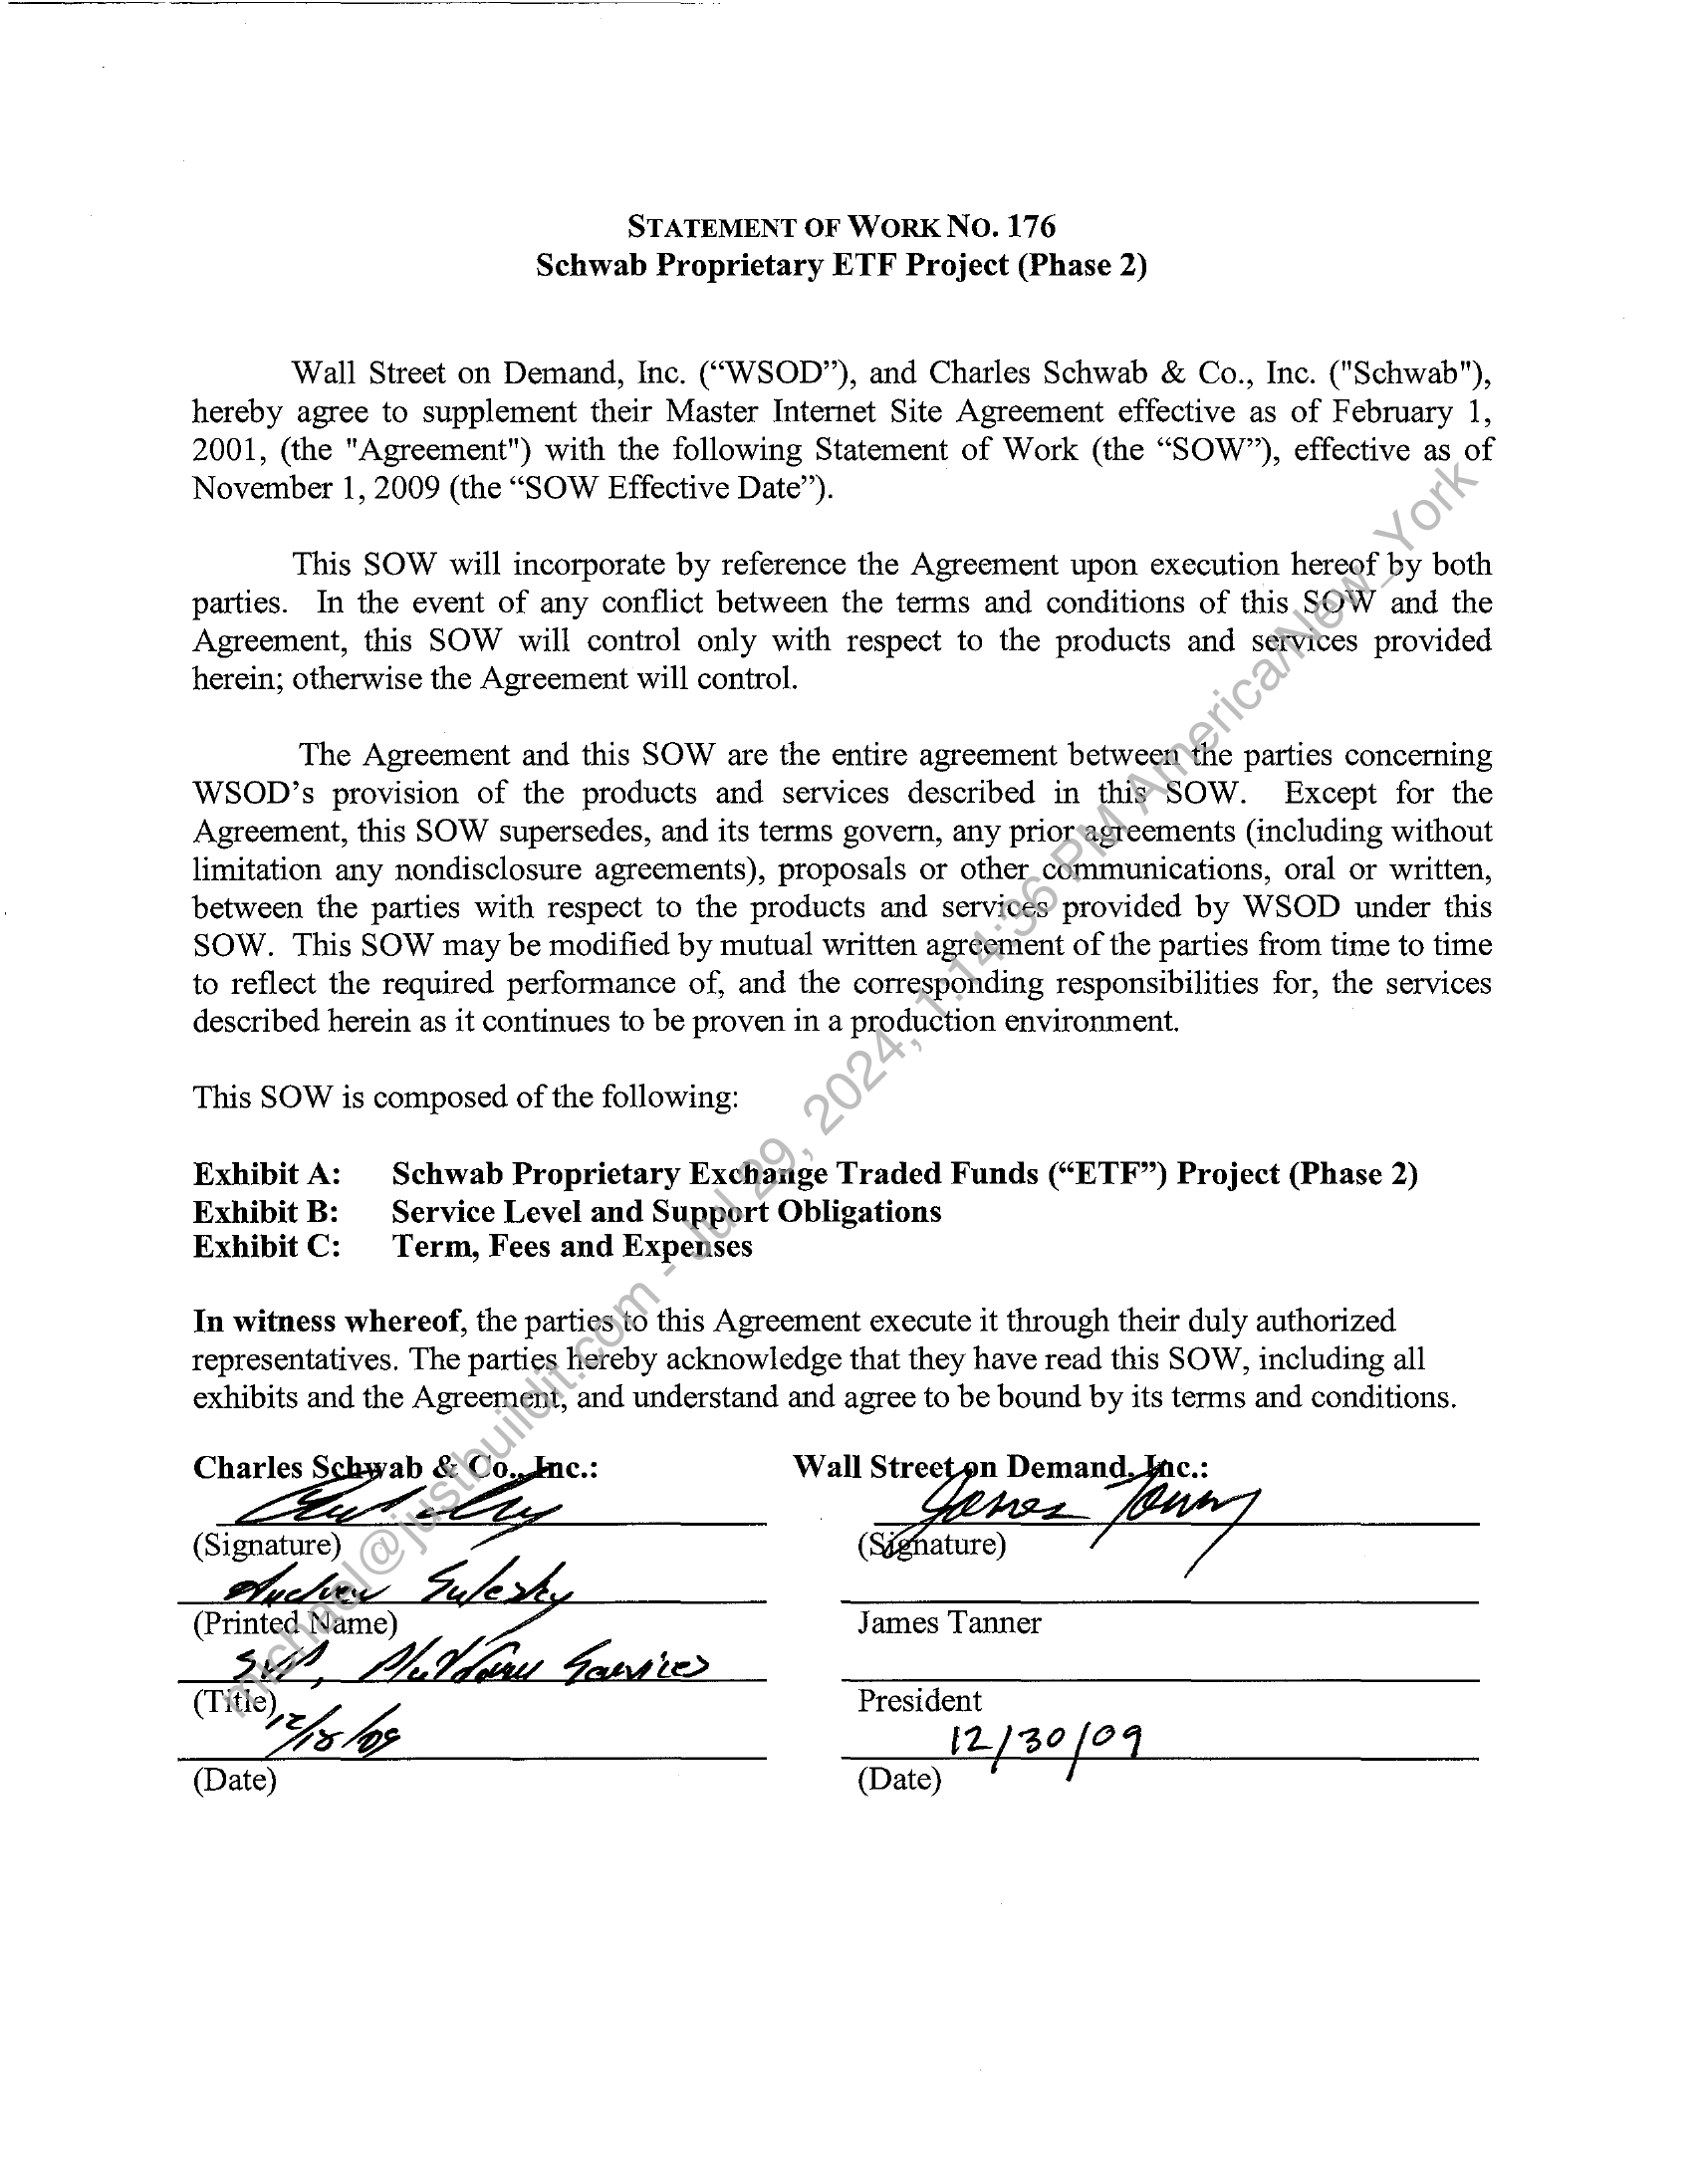 STATEMENT OF WORK NO. 176
Schwab Proprietary ETF Project (Phase 2)
Wall Street on Demand, Inc. (“WSOD”), and Charles Schwab & Co., Inc. ("Schwab"),
hereby agree to supplement their Master Internet Site Agreement effective as of February 1,
2001, (the "Agreement") with the following Statement of Work (the “SOW”), effective as of
November 1, 2009 (the “SOW Effective Date”).
This SOW will incorporate by reference the Agreement upon execution hereof by both
parties. In the event of any conflict between the terms and conditions of this SOW and the
Agreement, this SOW will control only with respect to the products and services provided
herein; otherwise the Agreement will control.
The Agreement and this SOW are the entire agreement between the parties concerning
WSOD’s provision of the products and services described in this SOW. Except for the
Agreement, this SOW supersedes, and its terms govern, any prior agreements (including without
limitation any nondisclosure agreements), proposals or other communications, oral or written,
between the parties with respect to the products and services provided by WSOD under this
SOW. This SOW may be modified by mutual written agreement of the parties from time to time
to reflect the required performance of, and the corresponding responsibilities for, the services
described herein as it continues to be proven in a production environment.
This SOW is composed of the following:
Exhibit A: Schwab Proprietary Exchange Traded Funds (“ETF”) Project (Phase 2)
Exhibit B: Service Level and Support Obligations
Exhibit C: Term, Fees and Expenses
In witness whereof, the parties to this Agreement execute it through their duly authorized
representatives. The parties hereby acknowledge that they have read this SOW, including all
exhibits and the Agreement, and understand and agree to be bound by its terms and conditions.
Charles Schwab & Co., Inc.: Wall Street on Demand, Inc.:
James Tanner
(Signature) (Signature)
Andrew
(Printed Name) James Tanner
SVP, Platform Services
(Title) President
12/18/09 12/30/09
(Date) (Date)
michael@justbuildit.com - Jul 29, 2024, 1:14:36 PM America/New_York